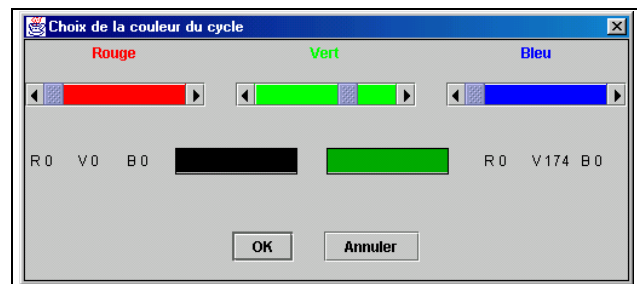 Choix de la couleur du cycle
Rouge Vert Bleu
R 0 V 0 B 0 R 0 V 174 B 0
OK Annuler